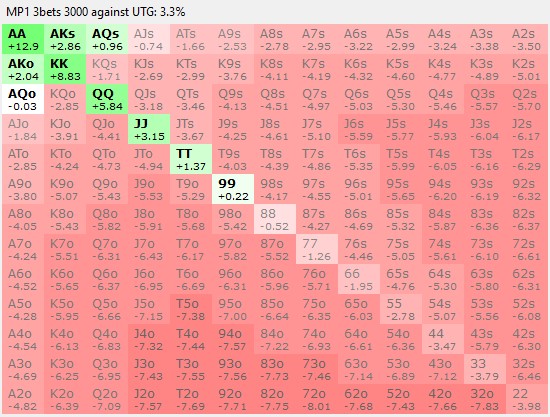 MP1 3bets 3000 against UTG: 3.3%
AA AKs AQs AJs ATs A9s A8s A7s A6s A5s A4s A3s A2s
+12.9 +2.86 +0.96 -0.74 -1.66 -2.53 -2.78 -2.95 -3.22 -2.99 -3.24 -3.38 -3.50
AKo KK KQs KJs KTs K9s K8s K7s K6s K5s K4s K3s K2s
+2.04 +8.83 -1.71 -2.69 -2.99 -3.76 -4.11 -4.19 -4.32 -4.60 -4.77 -4.89 -5.01
AQo KQo QQ QJs QTs Q9s Q8s Q7s Q6s Q5s Q4s Q3s Q2s
-0.03 -2.85 +5.84 -3.18 -3.46 -4.13 -4.51 -4.97 -5.03 -5.30 -5.46 -5.57 -5.70
AJo KJo QJo JJ JTs J9s J8s J7s J6s J5s J4s J3s J2s
-1.84 -3.91 -4.41 +3.15 -3.67 -4.25 -4.61 -5.10 -5.59 -5.77 -5.93 -6.04 -6.17
ATo KTo QTo JTo TT T9s T8s T7s T6s T5s T4s T3s T2s
-2.85 -4.24 -4.73 -4.94 +1.37 -4.03 -4.39 -4.86 -5.35 -5.99 -6.05 -6.16 -6.29
A9o K9o Q9o J9o T9o 99 98s 97s 96s 95s 94s 93s 92s
-3.80 -5.07 -5.43 -5.53 -5.29 +0.22 -4.17 -4.55 -5.01 -5.65 -6.20 -6.19 -6.32
A8o K8o Q8o J8o T8o 98o 88 87s 86s 85s 84s 83s 82s
-4.05 -5.43 -5.82 -5.91 -5.68 -5.42 -0.52 -4.27 -4.69 -5.32 -5.87 -6.36 -6.37
A7o K7o Q7o J7o T7o 97o 87o 77 76s 75s 74s 73s 72s
-4.24 -5.51 -6.31 -6.43 -6.17 -5.82 -5.52 -1.26 -4.46 -5.05 -5.61 -6.10 -6.61
A6o K6o Q6o J6o T6o 96o 86o 76o 66 65s 64s 63s 62s
-4.52 -5.65 -6.37 -6.95 -6.69 -6.31 -5.96 -5.71 -1.95 -4.76 -5.30 -5.80 -6.31
A5o K5o Q5o J5o T5o 95o 85o 75o 65o 55 54s 53s 52s
-4.28 -5.95 -5.66 -7.15 -7.38 -7.00 -6.64 -6.35 -6.03 -2.78 -5.07 -5.56 -6.08
A4o K4o Q4o J4o T4o 94o 84o 74o 64o 54o 44 43s 42s
-4.54 -6.13 -6.83 -7.32 -7.44 -7.57 -7.22 -6.93 -6.61 -6.36 -3.47 -5.79 -6.30
A3o K3o Q3o J3o T3o 93o 83o 73o 63o 53o 43o 33 32s
-4.69 -6.25 -6.95 -7.43 -7.55 -7.56 -7.73 -7.46 -7.14 -6.89 -7.12 -3.79 -6.46
A2o K2o Q2o J2o T2o 92o 82o 72o 62o 52o 42o 32o 22
-4.82 -6.39 -7.09 -7.57 -7.69 -7.71 -7.75 -8.01 -7.68 -7.43 -7.66 -7.83 -3.98